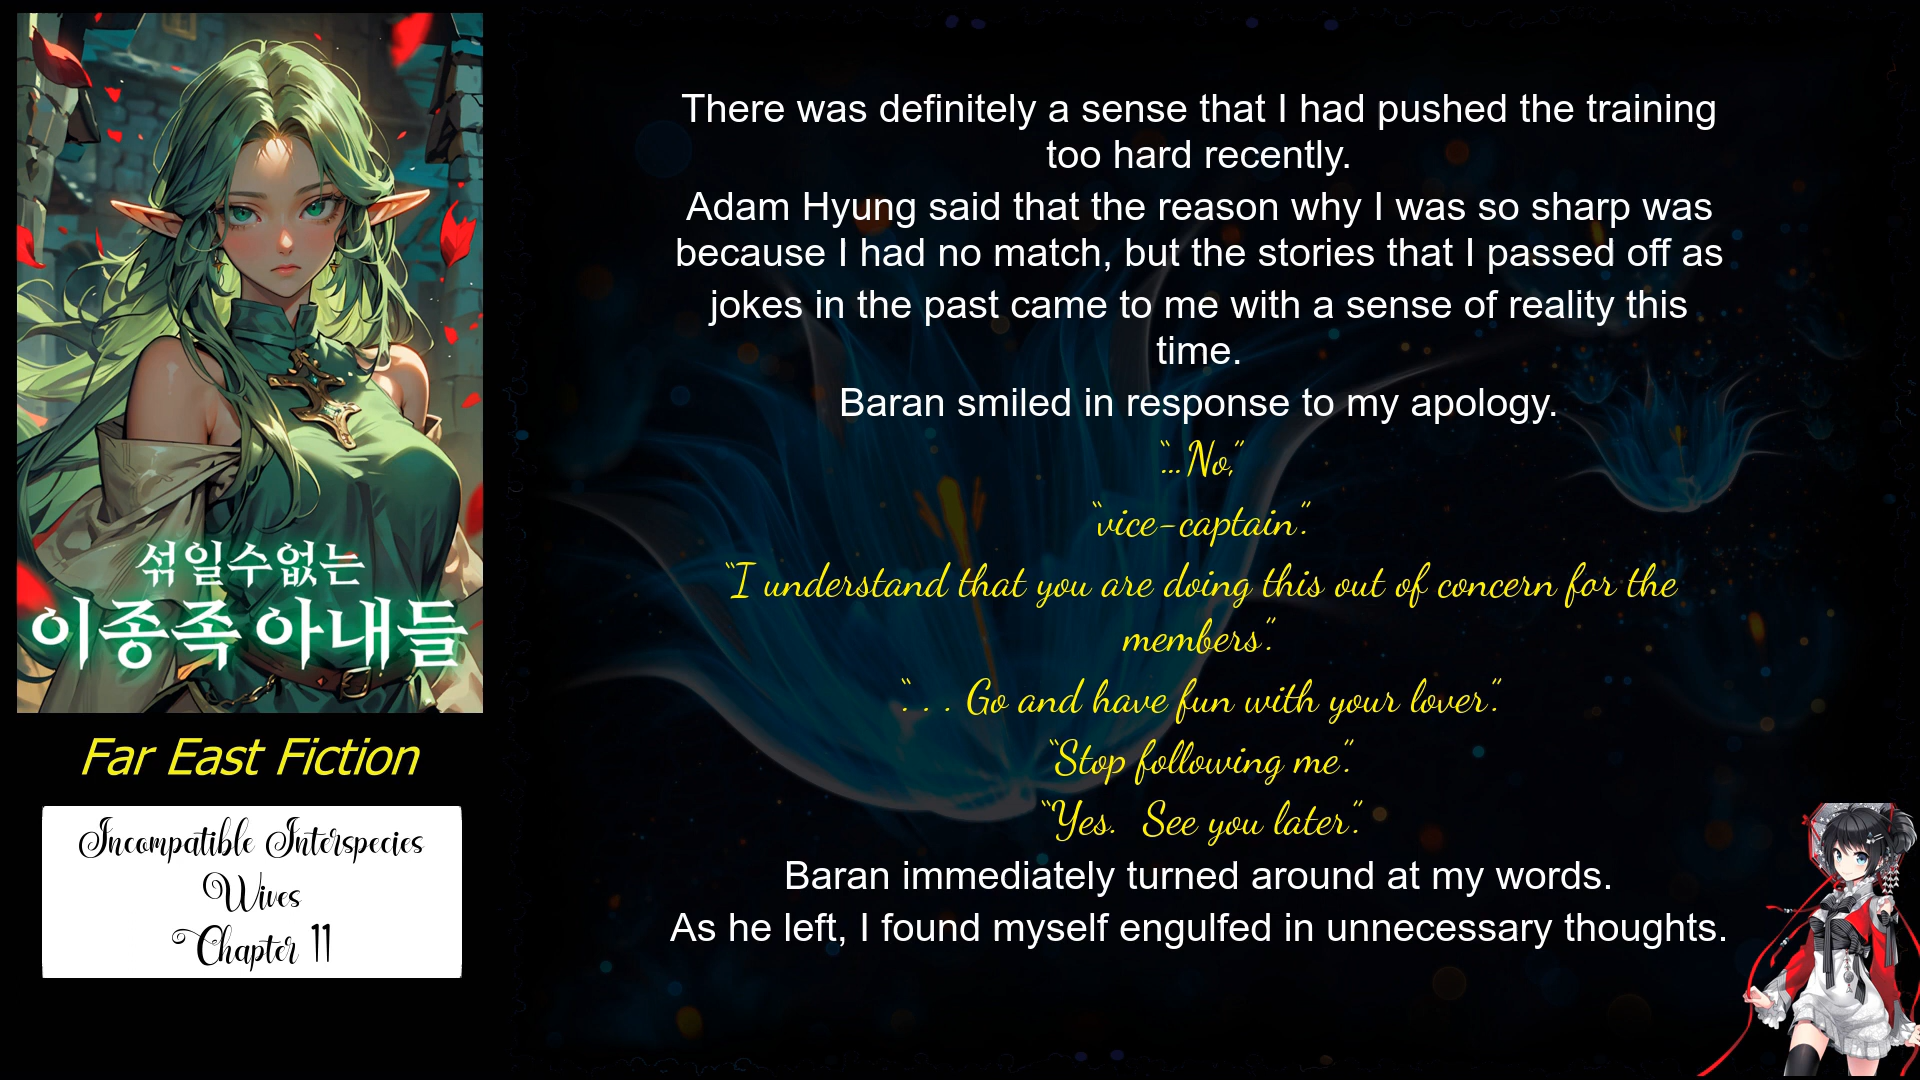 섞일수없는
이종족 아내들
Far East Fiction
Incompatible Interspecies
Wives
Chapter 11
There was definitely a sense that I had pushed the training
too hard recently.
Adam Hyung said that the reason why I was so sharp was
because I had no match, but the stories that I passed off as
jokes in the past came to me with a sense of reality this
time.
Baran smiled in response to my apology.
“…No,”
“vice-captain”.
“I understand that you are doing this out of concern for the
members”.
“. . . Go and have fun with your lover”.
“Stop following me”.
“Yes.  See you later”.
Baran immediately turned around at my words.
As he left, I found myself engulfed in unnecessary thoughts.